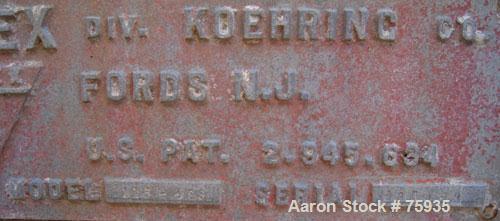 EX DIV. KOEHRING CO.
FORDS N.J.
U.S. PAT. 2.945.634
MODEL SERIAL
Aaron Stock # 75935